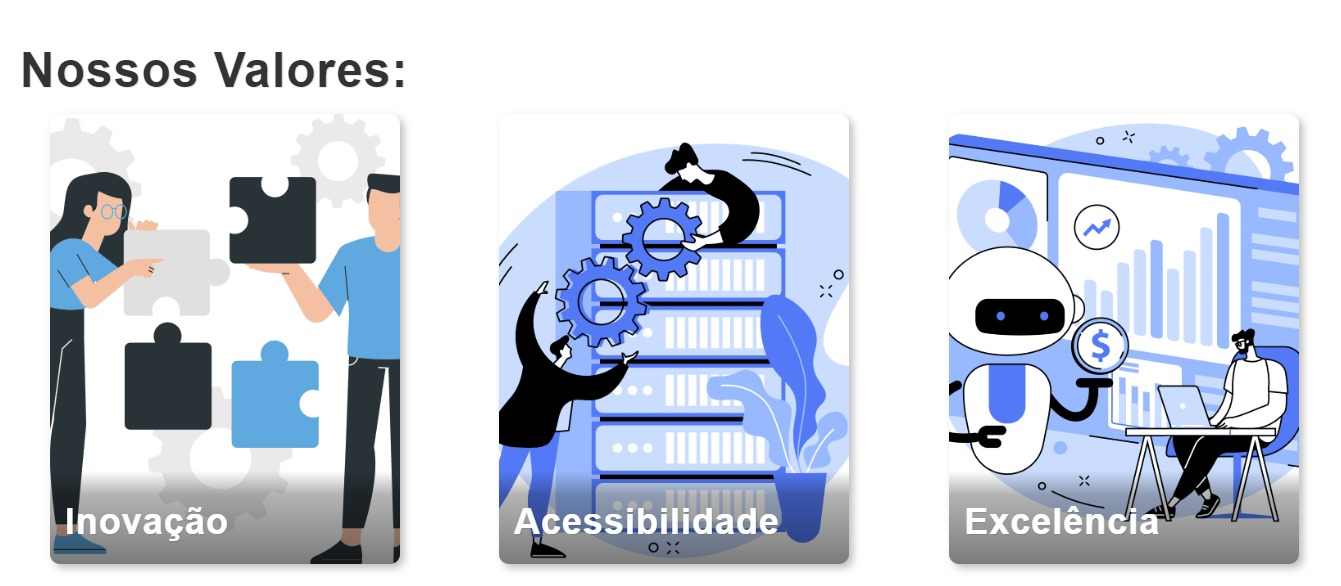 Nossos Valores:
$
Inovação
Acessibilidade
Excelência